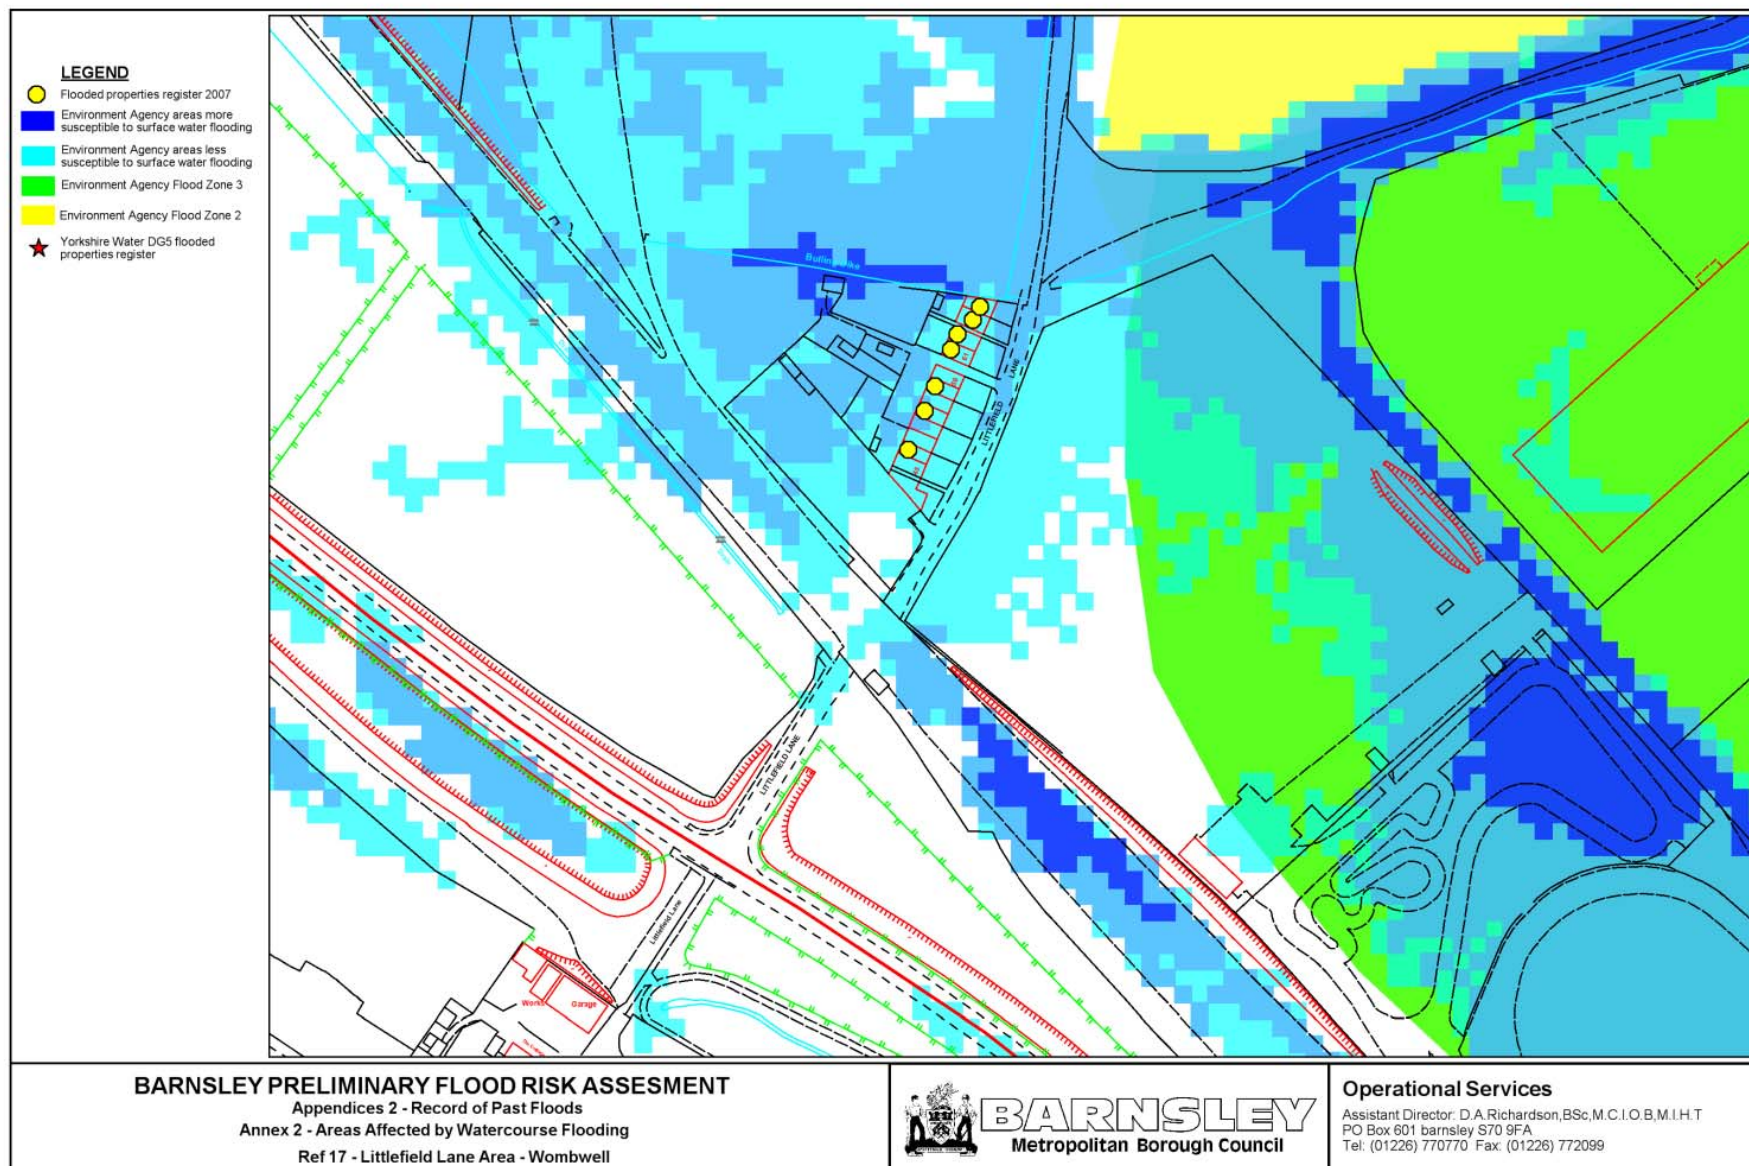 LEGEND
Flooded properties register 2007
Environment Agency areas more
susceptible to surface water flooding
Environment Agency areas less
susceptible to surface water flooding
Environment Agency Flood Zone 3
Environment Agency Flood Zone 2
Yorkshire Water DG5 flooded
properties register
Bulling Dike
LITTLEFIELD LANE
61
LITTLEFIELD LANE
Littlefield Lane
Works
Garage
BARNSLEY PRELIMINARY FLOOD RISK ASSESMENT
Appendices 2 - Record of Past Floods
Annex 2 - Areas Affected by Watercourse Flooding
Ref 17 - Littlefield Lane Area - Wombwell
BARNSLEY
Metropolitan Borough Council
Operational Services
Assistant Director: D.A.Richardson,BSc,M.C.I.O.B,M.I.H.T
PO Box 601 barnsley S70 9FA
Tel: (01226) 770770 Fax: (01226) 772099